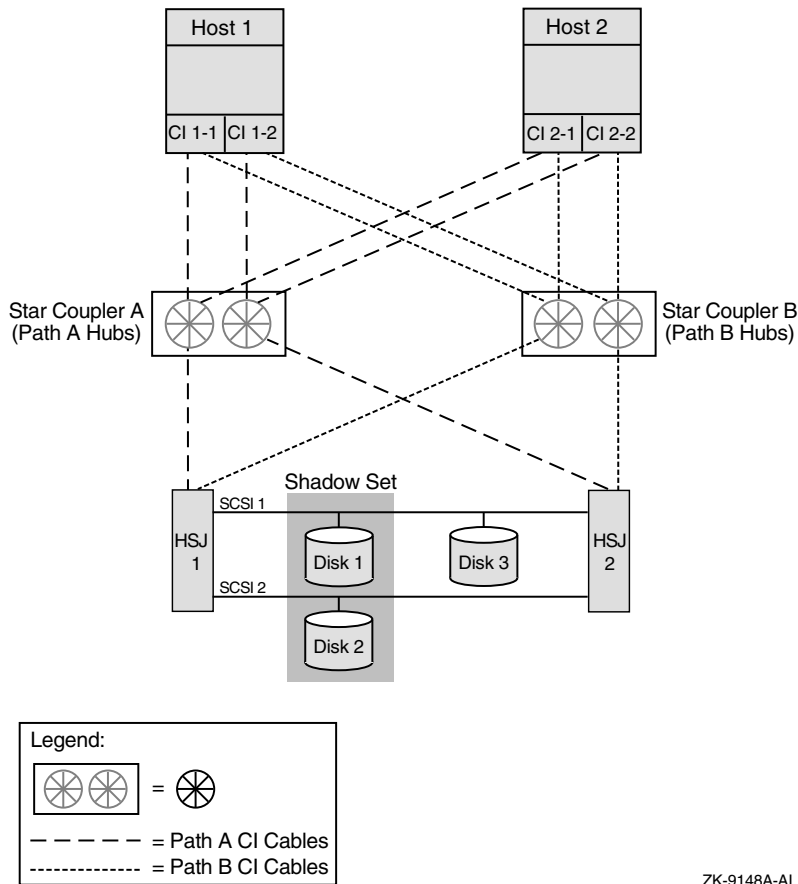 Host 1
Host 2
CI 1-1
CI 1-2
CI 2-1
CI 2-2
Star Coupler A
(Path A Hubs)
Star Coupler B
(Path B Hubs)
Shadow Set
SCSI 1
HSJ
1
Disk 1
Disk 3
HSJ
2
SCSI 2
Disk 2
Legend:
=
= Path A CI Cables
= Path B CI Cables
ZK-9148A-AI